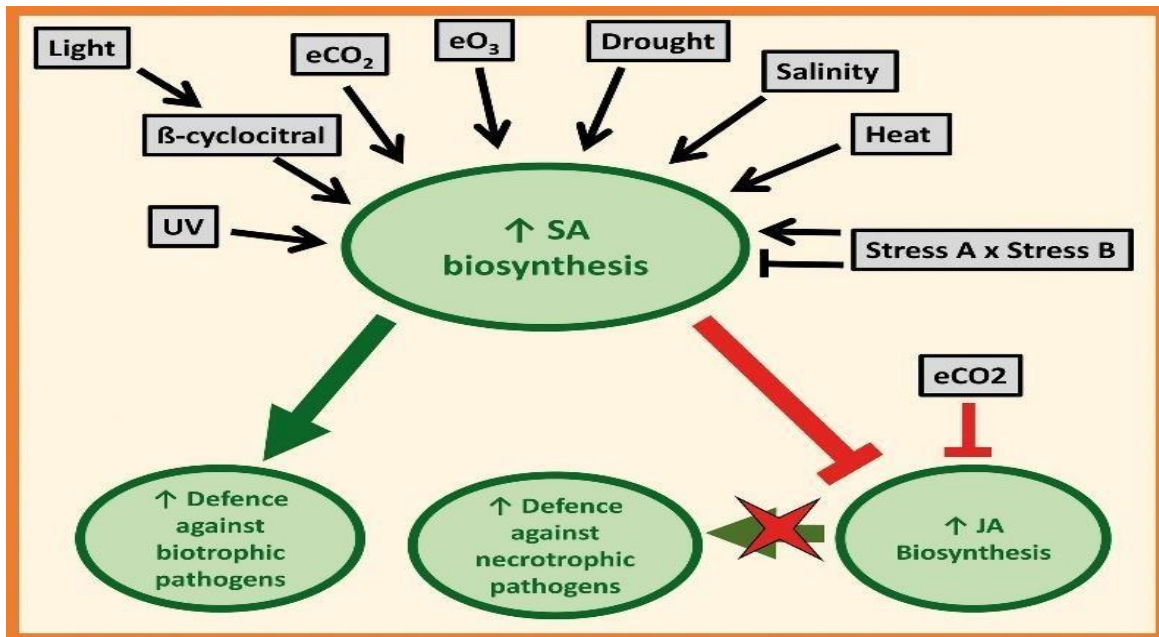 Light
eCO₂
eO₃
Drought
Salinity
ß-cyclocitral
Heat
UV
↑ SA
biosynthesis
Stress A x Stress B
eCO2
↑ Defence
against
biotrophic
pathogens
↑ Defence
against
necrotrophic
pathogens
↑ JA
Biosynthesis